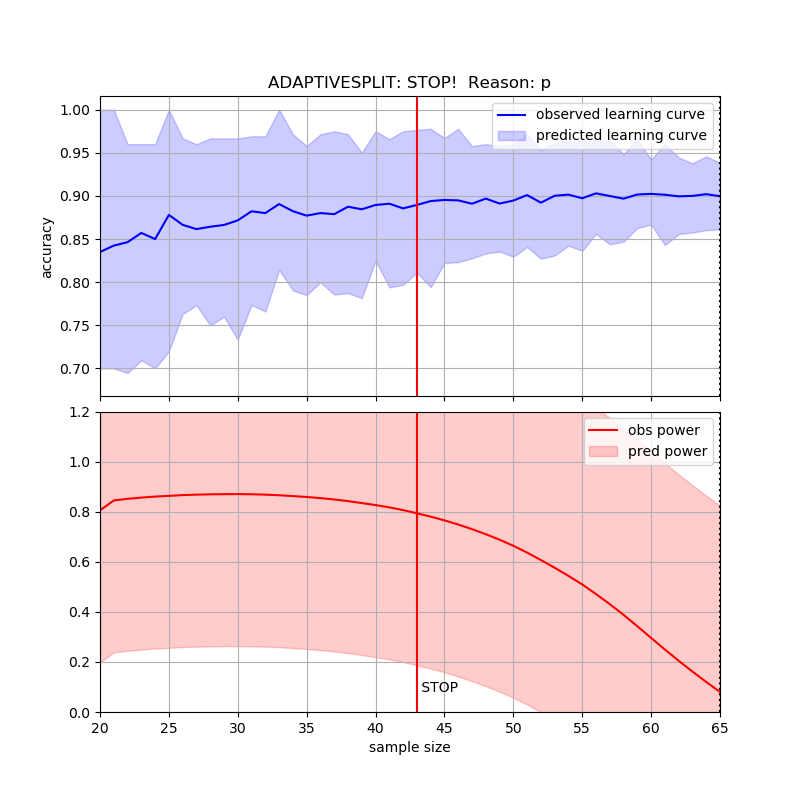 ADAPTIVESPLIT: STOP!  Reason: p
observed learning curve
predicted learning curve
1.00
0.95
0.90
0.85
0.80
0.75
0.70
accuracy
obs power
pred power
1.2
1.0
0.8
0.6
0.4
0.2
0.0
STOP
20 25 30 35 40 45 50 55 60 65
sample size